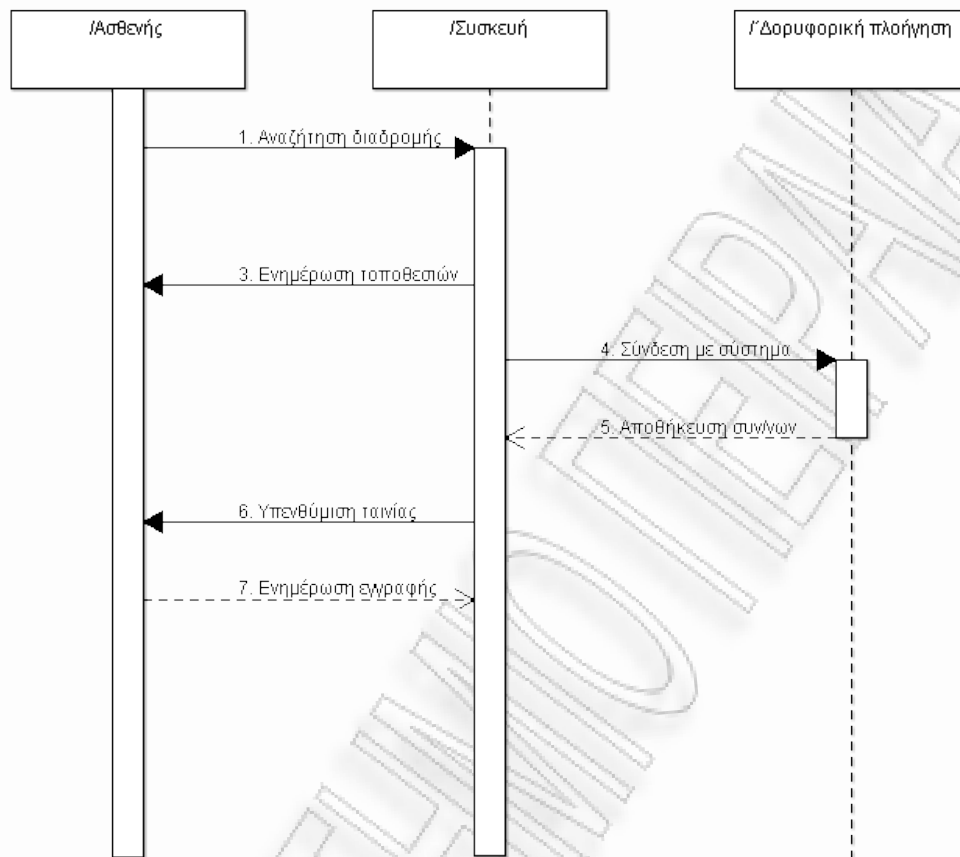 /Ασθενής
/Συσκευή
/΄Δορυφορική πλοήγηση
1. Αναζήτηση διαδρομής
3. Ενημέρωση τοποθεσιών
4. Σύνδεση με σύστημα
5. Αποθήκευση συν/νων
6. Υπενθύμιση ταινίας
7. Ενημέρωση εγγραφής